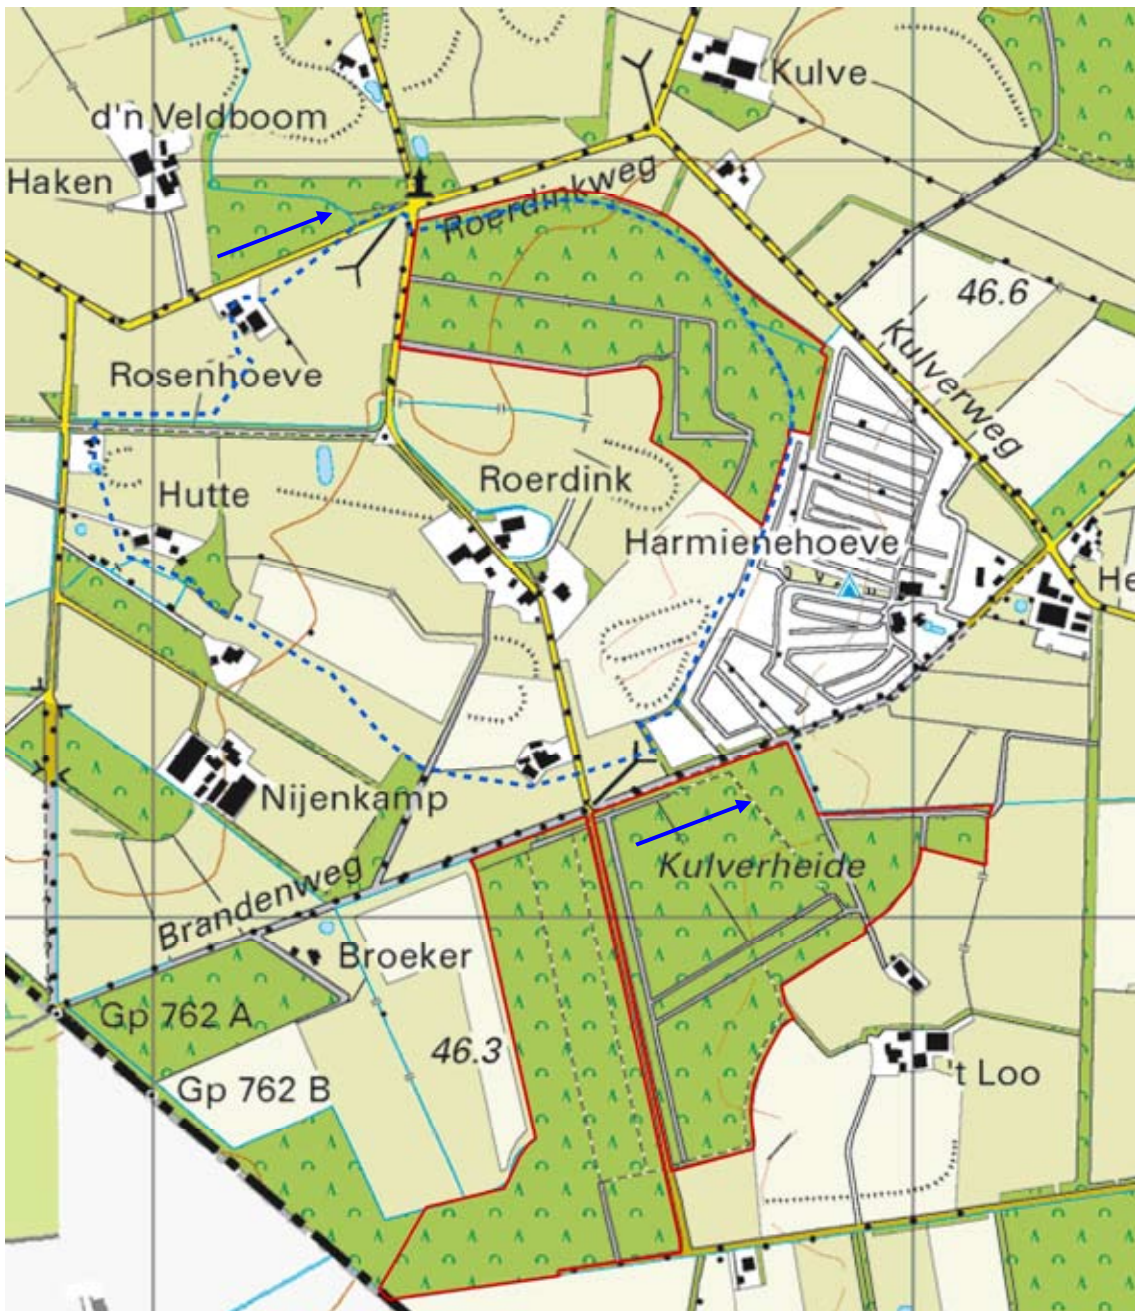 Kulve
d'n Veldboom
Haken
Roerdinkweg
46.6
Kulverweg
Rosenhoeve
Roerdink
Hutte
Harmienehoeve
He
Nijenkamp
Kulverheide
Brandenweg
Broeker
Gp 762 A
46.3
Gp 762 B
't Loo